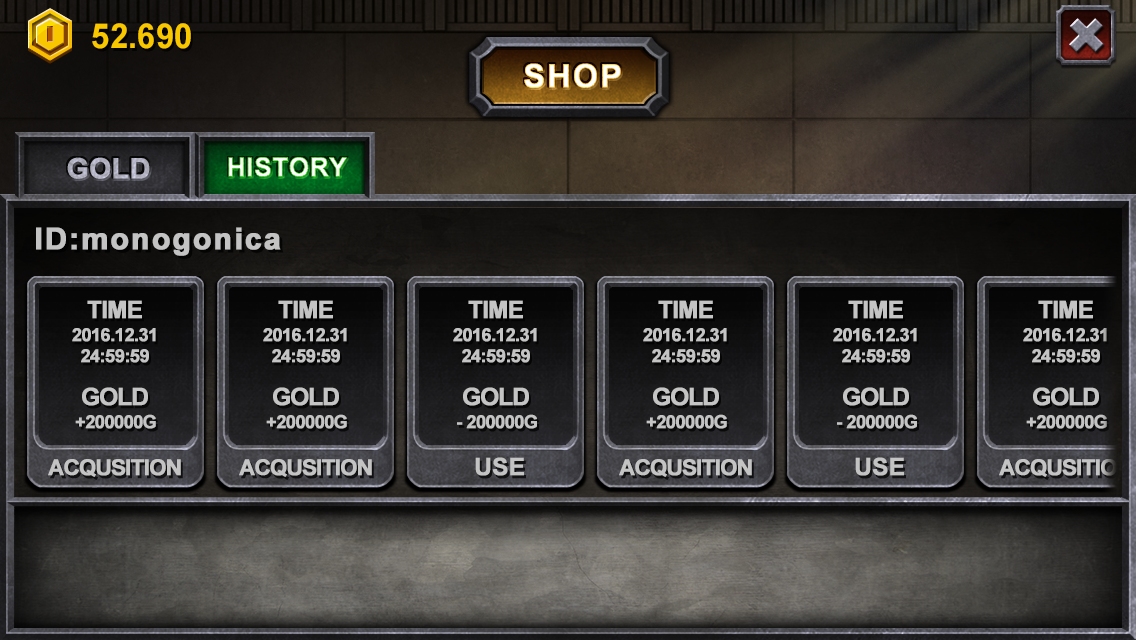 52.690
SHOP
GOLD
HISTORY
ID:monogonica
TIME
2016.12.31
24:59:59
GOLD
+200000G
ACQUSITION
TIME
2016.12.31
24:59:59
GOLD
+200000G
ACQUSITION
TIME
2016.12.31
24:59:59
GOLD
- 200000G
USE
TIME
2016.12.31
24:59:59
GOLD
+200000G
ACQUSITION
TIME
2016.12.31
24:59:59
GOLD
- 200000G
USE
TIME
2016.12.31
24:59:59
GOLD
+200000G
ACQUSITIO